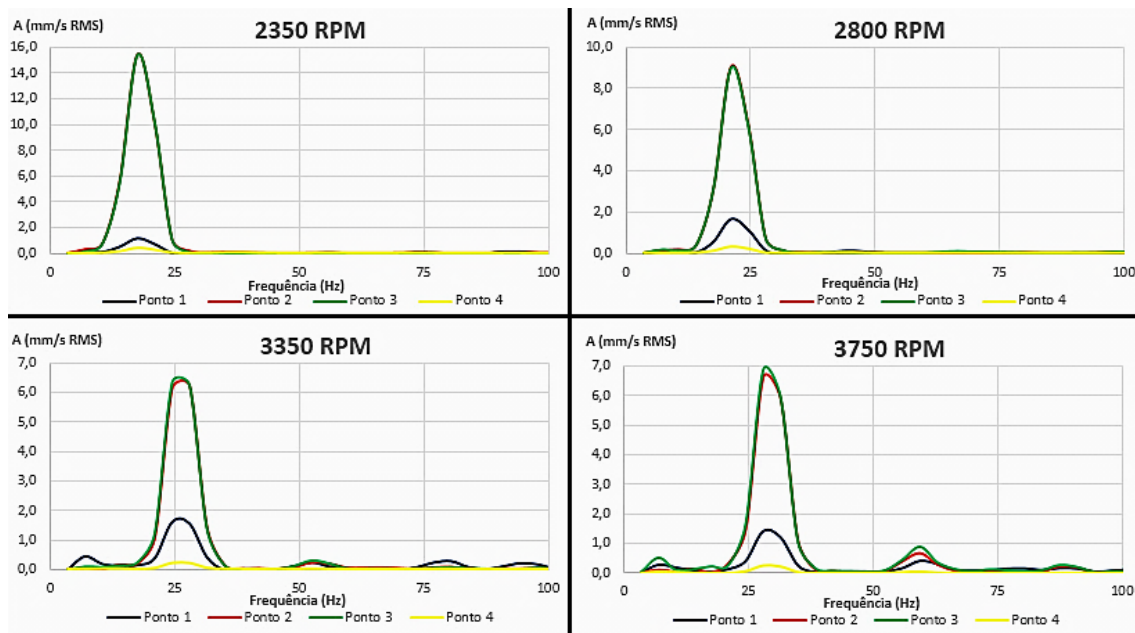 A (mm/s RMS)
2350 RPM
16,0
14,0
12,0
10,0
8,0
6,0
4,0
2,0
0,0
0 25 50 75 100
Frequência (Hz)
Ponto 1 Ponto 2 Ponto 3 Ponto 4
A (mm/s RMS)
2800 RPM
10,0
8,0
6,0
4,0
2,0
0,0
0 25 50 75 100
Frequência (Hz)
Ponto 1 Ponto 2 Ponto 3 Ponto 4
A (mm/s RMS)
3350 RPM
7,0
6,0
5,0
4,0
3,0
2,0
1,0
0,0
0 25 50 75 100
Frequência (Hz)
Ponto 1 Ponto 2 Ponto 3 Ponto 4
A (mm/s RMS)
3750 RPM
7,0
6,0
5,0
4,0
3,0
2,0
1,0
0,0
0 25 50 75 100
Frequência (Hz)
Ponto 1 Ponto 2 Ponto 3 Ponto 4